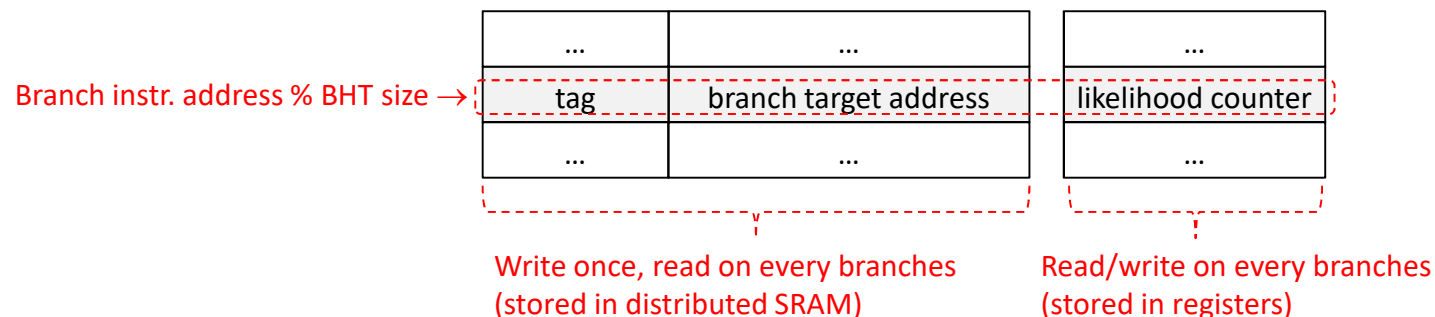 ... ... ...
Branch instr. address % BHT size → tag branch target address likelihood counter
... ... ...
Write once, read on every branches
(stored in distributed SRAM)
Read/write on every branches
(stored in registers)